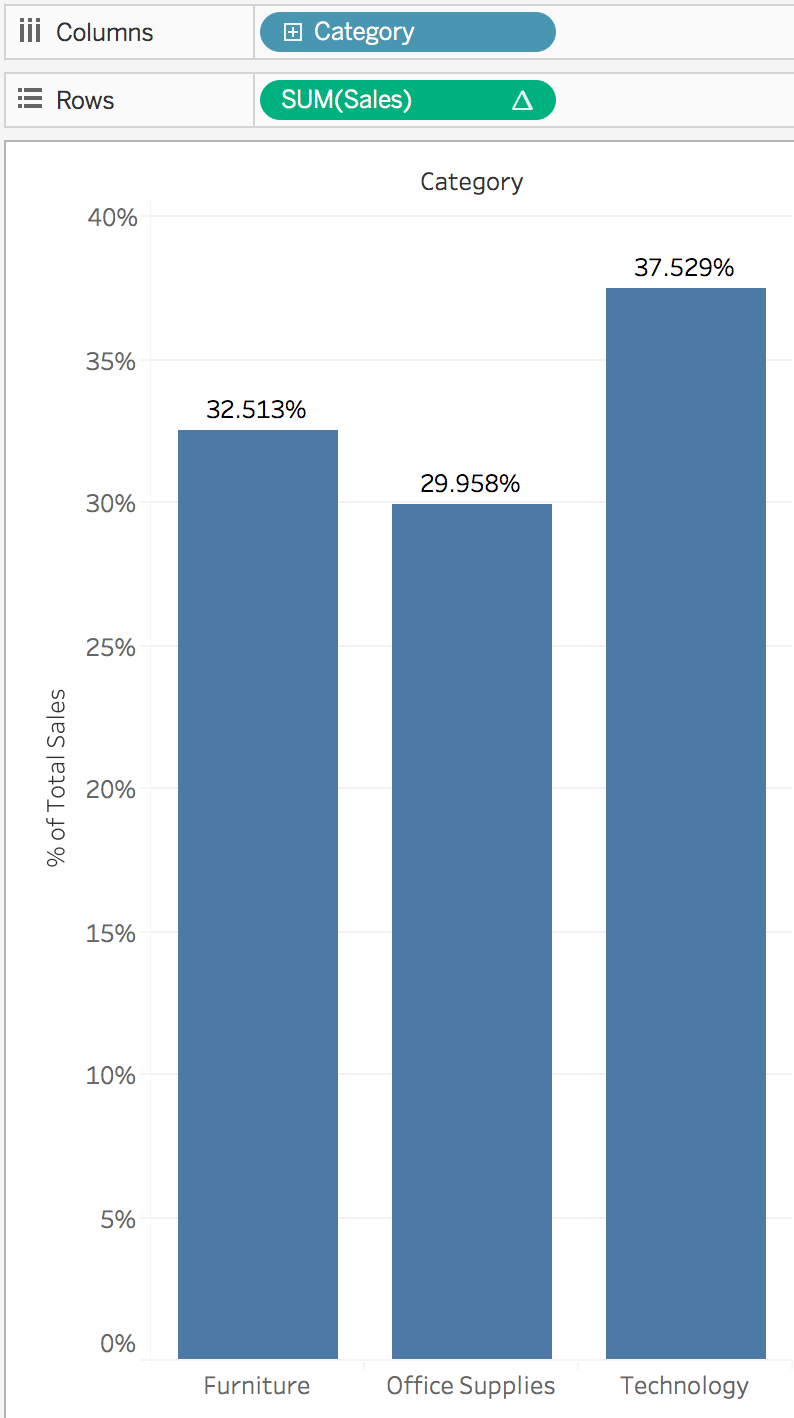 Columns
Category
Rows
SUM(Sales)
Category
40%
37.529%
35%
32.513%
29.958%
30%
25%
% of Total Sales
20%
15%
10%
5%
0%
Furniture
Office Supplies
Technology